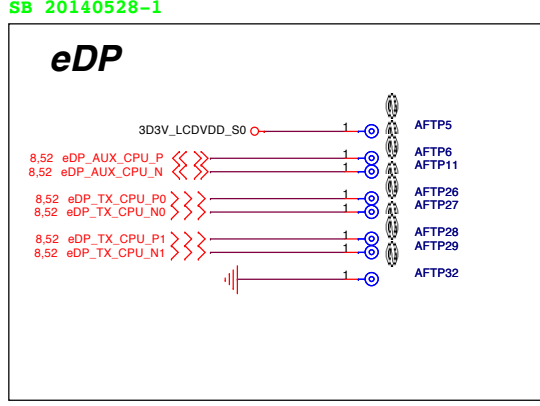 SB 20140528-1
eDP
3D3V_LCDVDD_S0 1 AFTP5
8,52 eDP_AUX_CPU_P 1 AFTP6
8,52 eDP_AUX_CPU_N 1 AFTP11
8,52 eDP_TX_CPU_P0 1 AFTP26
8,52 eDP_TX_CPU_N0 1 AFTP27
8,52 eDP_TX_CPU_P1 1 AFTP28
8,52 eDP_TX_CPU_N1 1 AFTP29
1 AFTP32